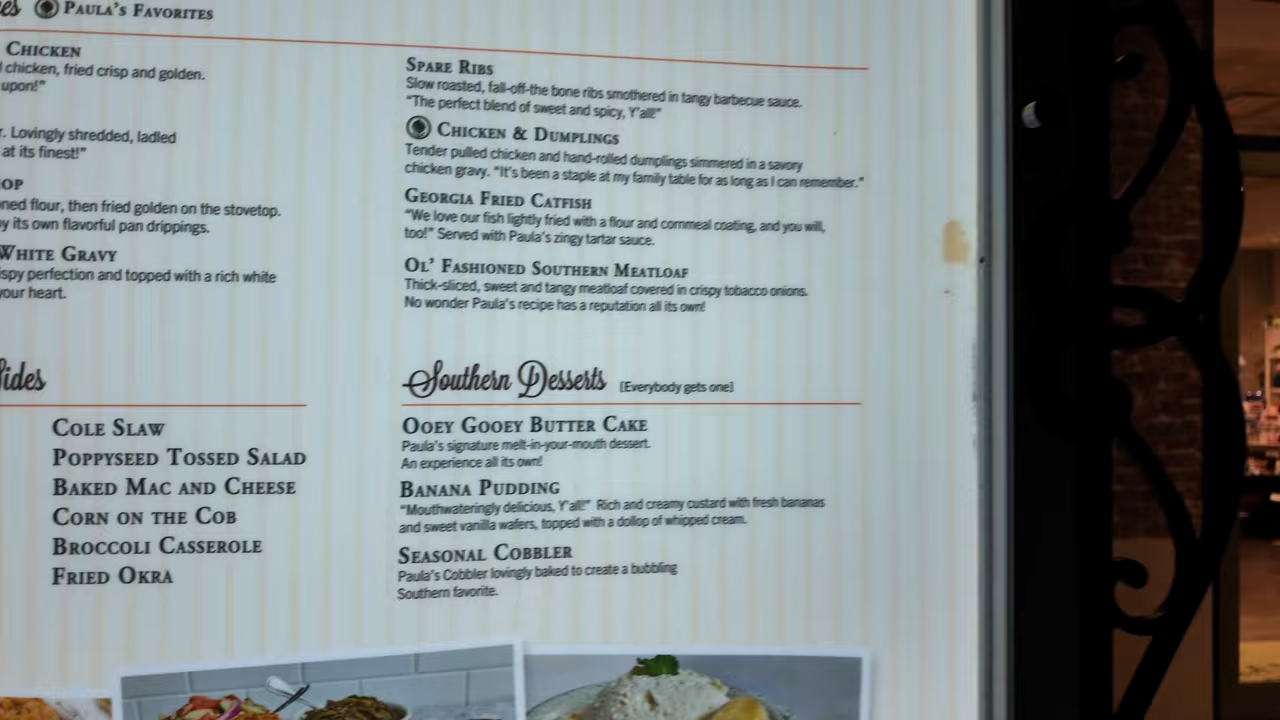 Paula's Favorites
Chicken
chicken, fried crisp and golden.
upon!"
r. Lovingly shredded, ladled
at its finest!"
op
ned flour, then fried golden on the stovetop.
by its own flavorful pan drippings.
White Gravy
ispy perfection and topped with a rich white
your heart.
Spare Ribs
Slow roasted, fall-off-the bone ribs smothered in tangy barbecue sauce.
"The perfect blend of sweet and spicy, Y'all!"
Chicken & Dumplings
Tender pulled chicken and hand-rolled dumplings simmered in a savory
chicken gravy. "It's been a staple at my family table for as long as I can remember."
Georgia Fried Catfish
"We love our fish lightly fried with a flour and cornmeal coating, and you will,
too!" Served with Paula's zingy tartar sauce.
Ol' Fashioned Southern Meatloaf
Thick-sliced, sweet and tangy meatloaf covered in crispy tobacco onions.
No wonder Paula's recipe has a reputation all its own!
Sides
Cole Slaw
Poppyseed Tossed Salad
Baked Mac and Cheese
Corn on the Cob
Broccoli Casserole
Fried Okra
Southern Desserts [Everybody gets one]
Ooey Gooey Butter Cake
Paula's signature melt-in-your-mouth dessert.
An experience all its own!
Banana Pudding
"Mouthwateringly delicious, Y'all!" Rich and creamy custard with fresh bananas
and sweet vanilla wafers, topped with a dollop of whipped cream.
Seasonal Cobbler
Paula's Cobbler lovingly baked to create a bubbling
Southern favorite.